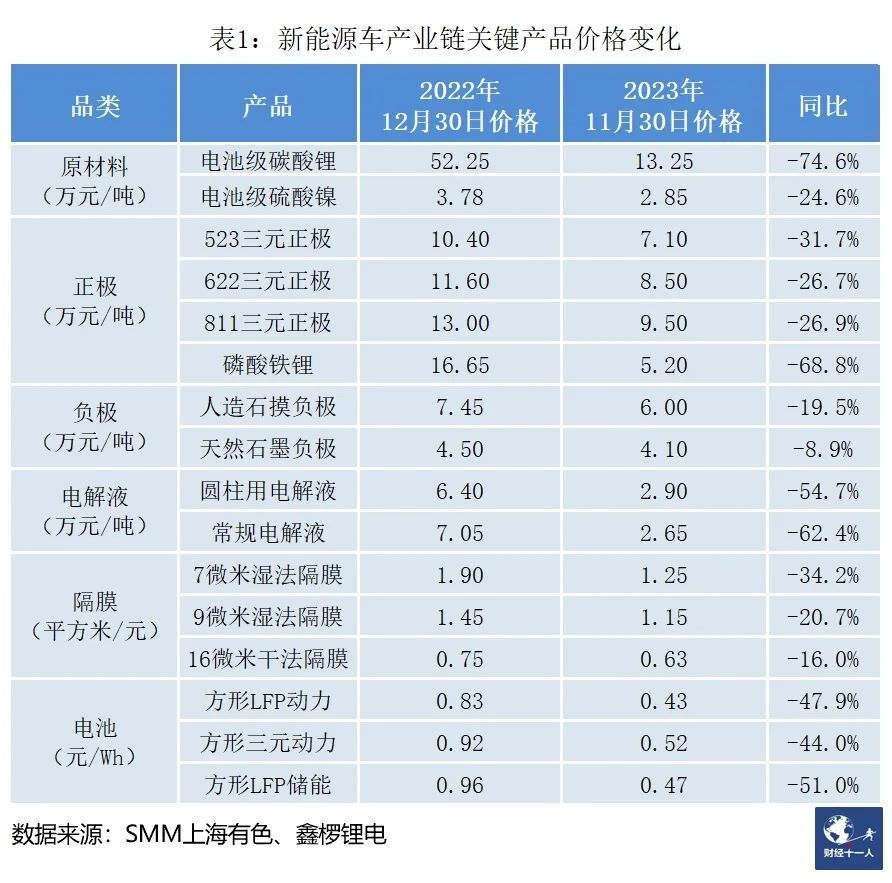 表1：新能源车产业链关键产品价格变化
品类 产品 2022年 2023年 同比
12月30日价格 11月30日价格
原材料 电池级碳酸锂 52.25 13.25 -74.6%
（万元/吨） 电池级硫酸镍 3.78 2.85 -24.6%
523三元正极 10.40 7.10 -31.7%
正极 622三元正极 11.60 8.50 -26.7%
（万元/吨） 811三元正极 13.00 9.50 -26.9%
磷酸铁锂 16.65 5.20 -68.8%
负极 人造石摸负极 7.45 6.00 -19.5%
（万元/吨） 天然石墨负极 4.50 4.10 -8.9%
电解液 圆柱用电解液 6.40 2.90 -54.7%
（万元/吨） 常规电解液 7.05 2.65 -62.4%
7微米湿法隔膜 1.90 1.25 -34.2%
隔膜 9微米湿法隔膜 1.45 1.15 -20.7%
（平方米/元） 16微米干法隔膜 0.75 0.63 -16.0%
方形LFP动力 0.83 0.43 -47.9%
电池 方形三元动力 0.92 0.52 -44.0%
（元/Wh） 方形LFP储能 0.96 0.47 -51.0%
数据来源：SMM上海有色、鑫椤锂电
财经十一人